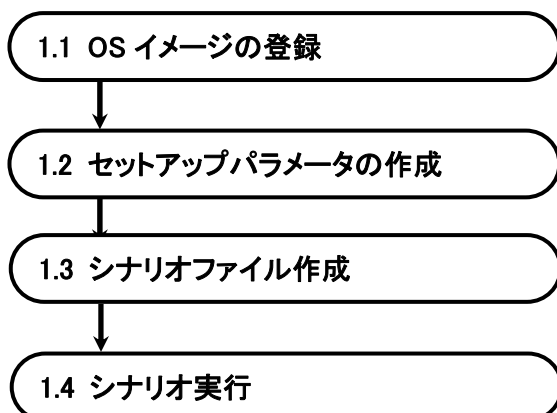 1.1 OS イメージの登録
1.2 セットアップパラメータの作成
1.3 シナリオファイル作成
1.4 シナリオ実行